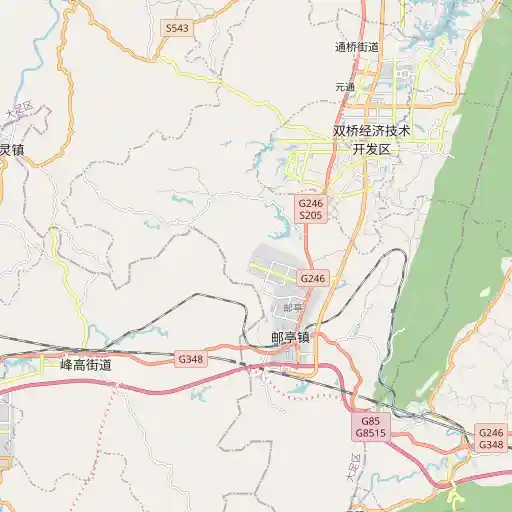 S543
通桥街道
元通
大足区
双桥经济技术
开发区
灵镇
G246
S205
G246
邮亭
邮亭镇
G348
峰高街道
G85
G8515
G246
G348
大足区